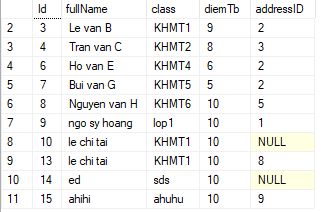 Id fullName class diemTb addressID
2 3 Le van B KHMT1 9 2
3 4 Tran van C KHMT2 8 3
4 6 Ho van E KHMT4 6 2
5 7 Bui van G KHMT5 5 2
6 8 Nguyen van H KHMT6 10 5
7 9 ngo sy hoang lop1 10 1
8 10 le chi tai KHMT1 10 NULL
9 13 le chi tai KHMT1 10 8
10 14 ed sds 10 NULL
11 15 ahihi ahuhu 10 9